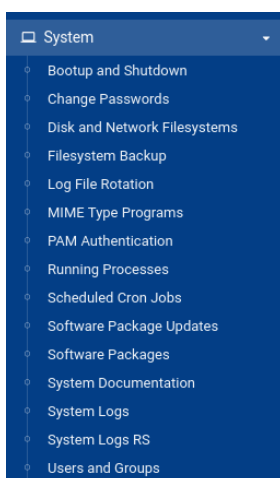 System
Bootup and Shutdown
Change Passwords
Disk and Network Filesystems
Filesystem Backup
Log File Rotation
MIME Type Programs
PAM Authentication
Running Processes
Scheduled Cron Jobs
Software Package Updates
Software Packages
System Documentation
System Logs
System Logs RS
Users and Groups